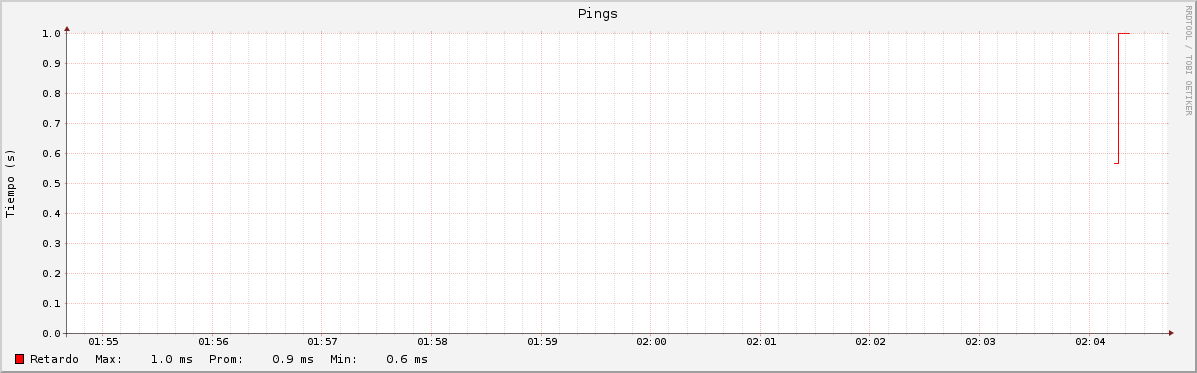 Pings
RRDTOOL / TOBI OETIKER
Tiempo (s)
1.0
0.9
0.8
0.7
0.6
0.5
0.4
0.3
0.2
0.1
0.0
01:55 01:56 01:57 01:58 01:59 02:00 02:01 02:02 02:03 02:04
Retardo Max: 1.0 ms Prom: 0.9 ms Min: 0.6 ms